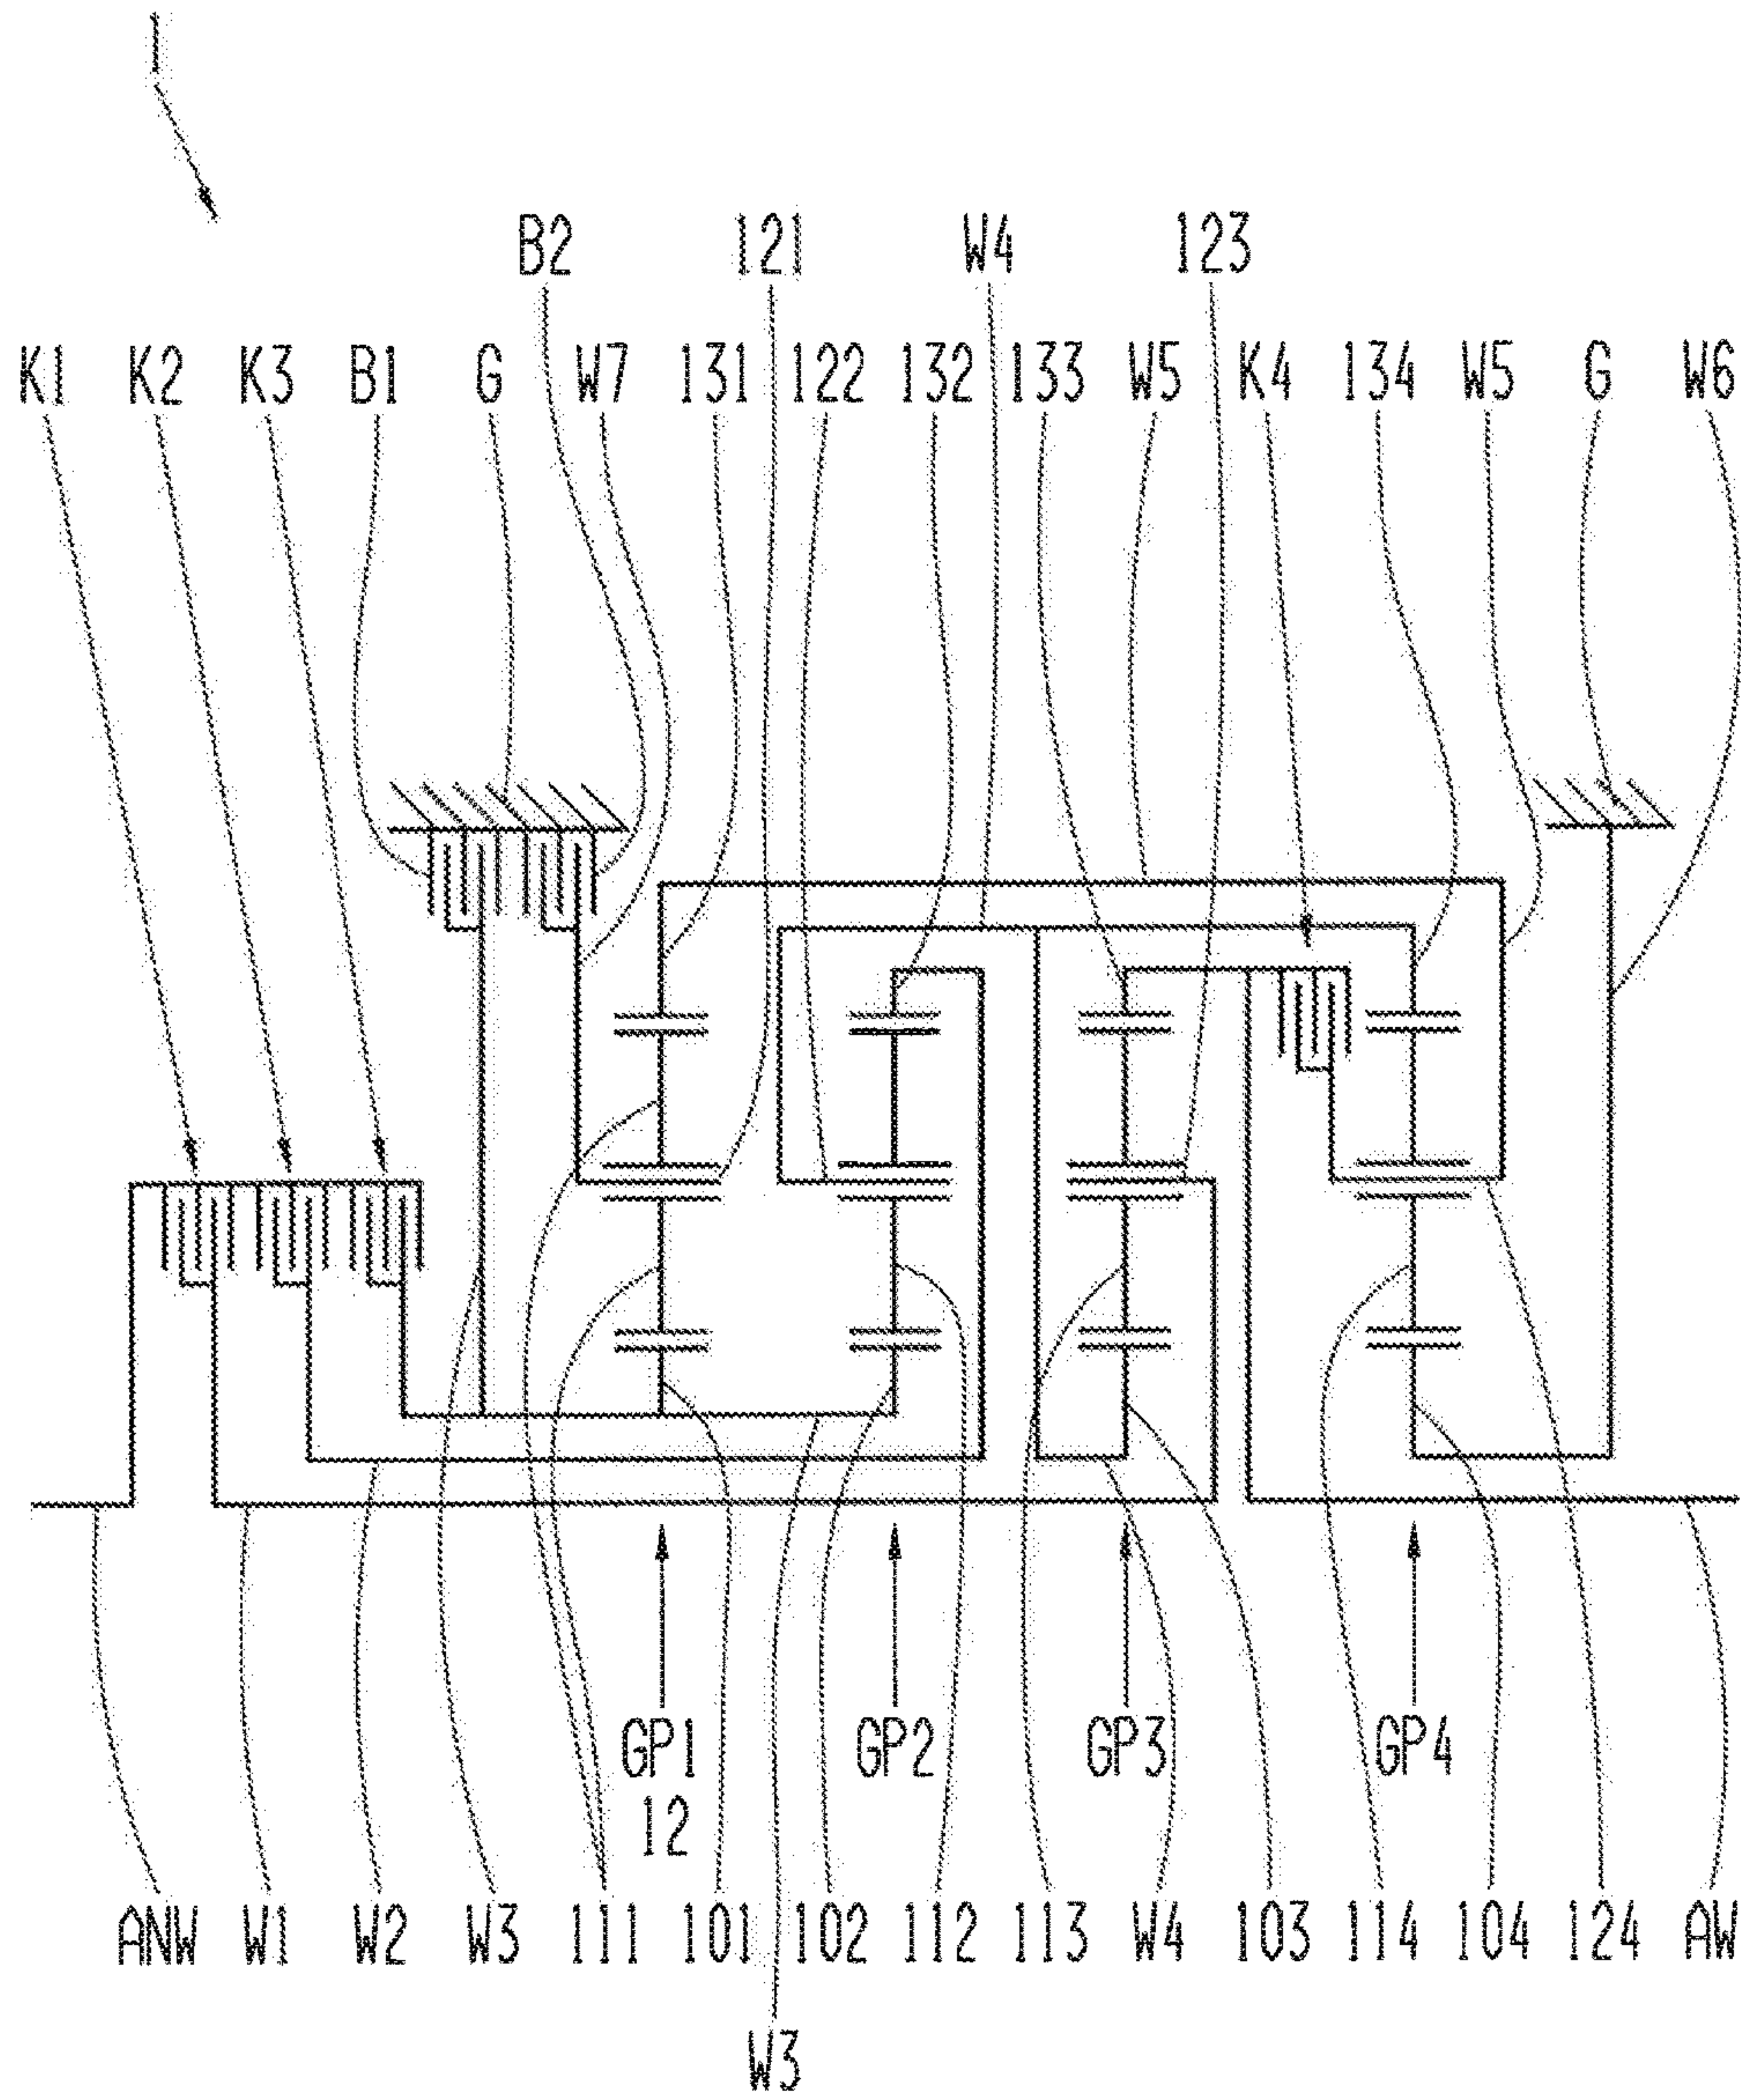 1
B2 121 W4 123
K1 K2 K3 B1 G W7 131 122 132 133 W5 K4 134 W5 G W6
GP1 GP2 GP3 GP4
12
ANW W1 W2 W3 111 101 102 112 113 W4 103 114 104 124 AW
W3